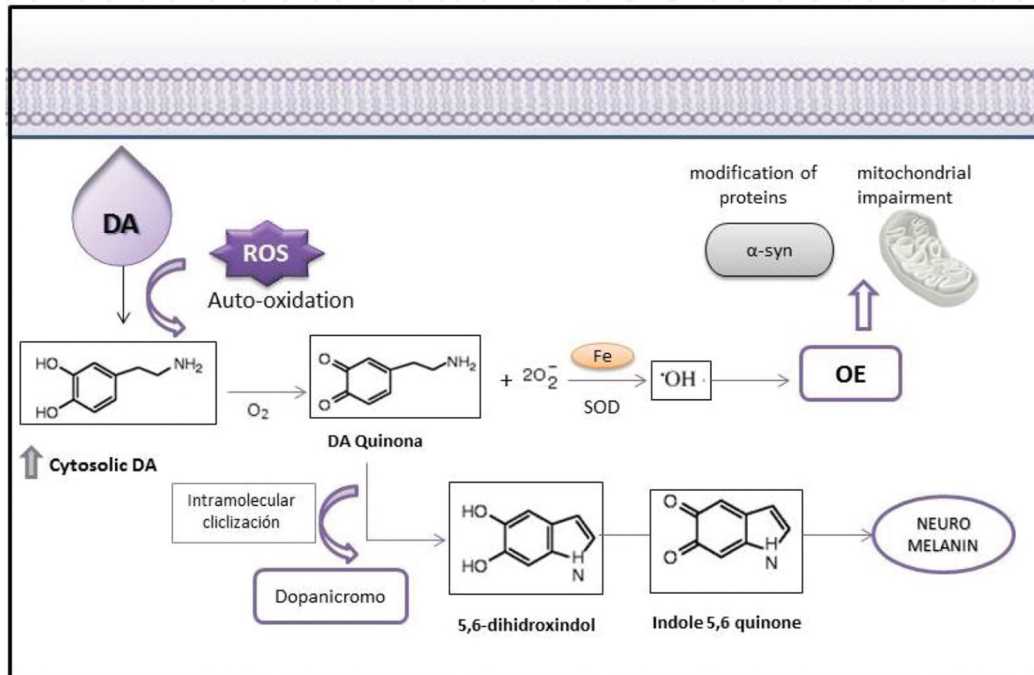 modification of
proteins
mitochondrial
impairment
DA
ROS
α-syn
Auto-oxidation
HO
HO
NH₂
O₂
O
O
NH₂
DA Quinona
+ 2O₂⁻
Fe
SOD
•OH
OE
Cytosolic DA
Intramolecular
cliclización
Dopanicromo
HO
HO
H
N
5,6-dihidroxindol
O
O
H
N
Indole 5,6 quinone
NEURO
MELANIN